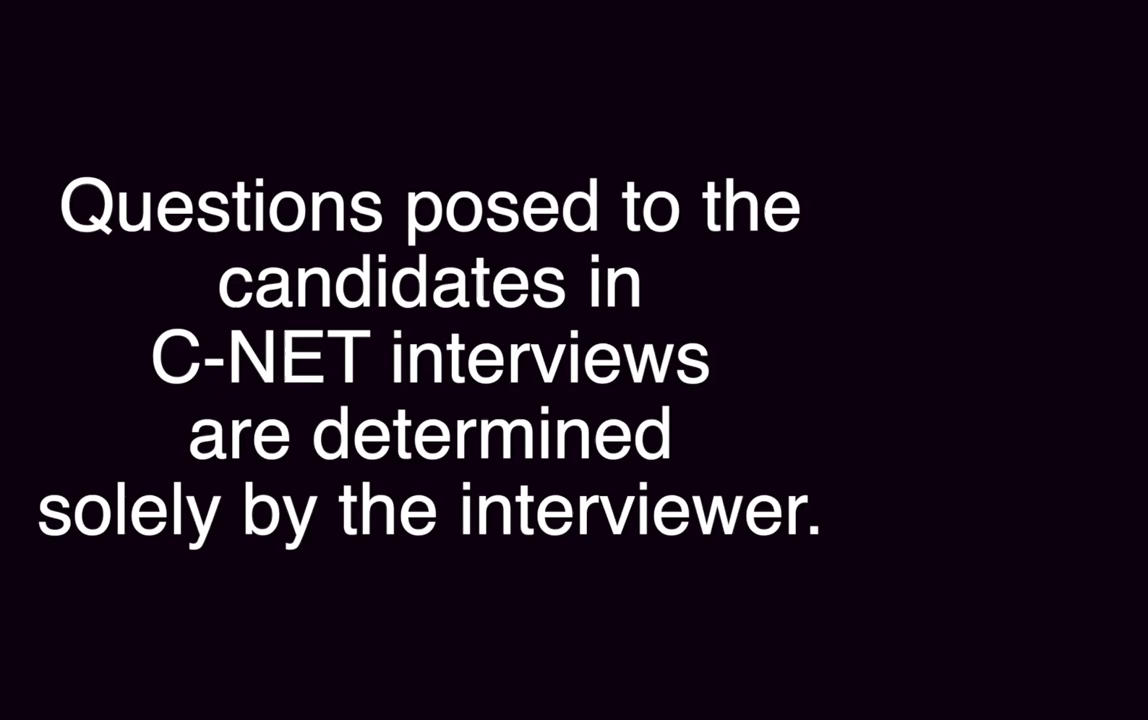 Questions posed to the
candidates in
C-NET interviews
are determined
solely by the interviewer.